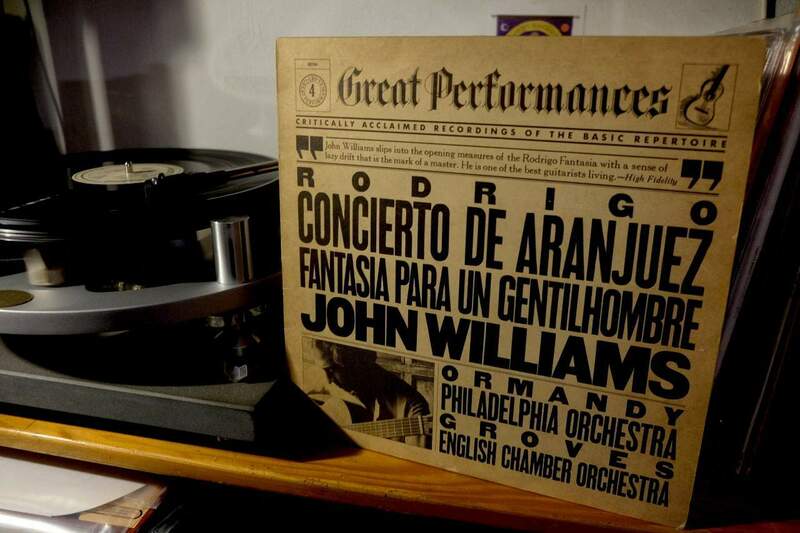 4
Great Performances
CRITICALLY ACCLAIMED RECORDINGS OF THE BASIC REPERTOIRE
"John Williams slips into the opening measures of the Rodrigo Fantasia with a sense of
lazy drift that is the mark of a master. He is one of the best guitarists living.—High Fidelity"
RODRIGO
CONCIERTO DE ARANJUEZ
FANTASIA PARA UN GENTILHOMBRE
JOHN WILLIAMS
ORMANDY
PHILADELPHIA ORCHESTRA
GROVES
ENGLISH CHAMBER ORCHESTRA